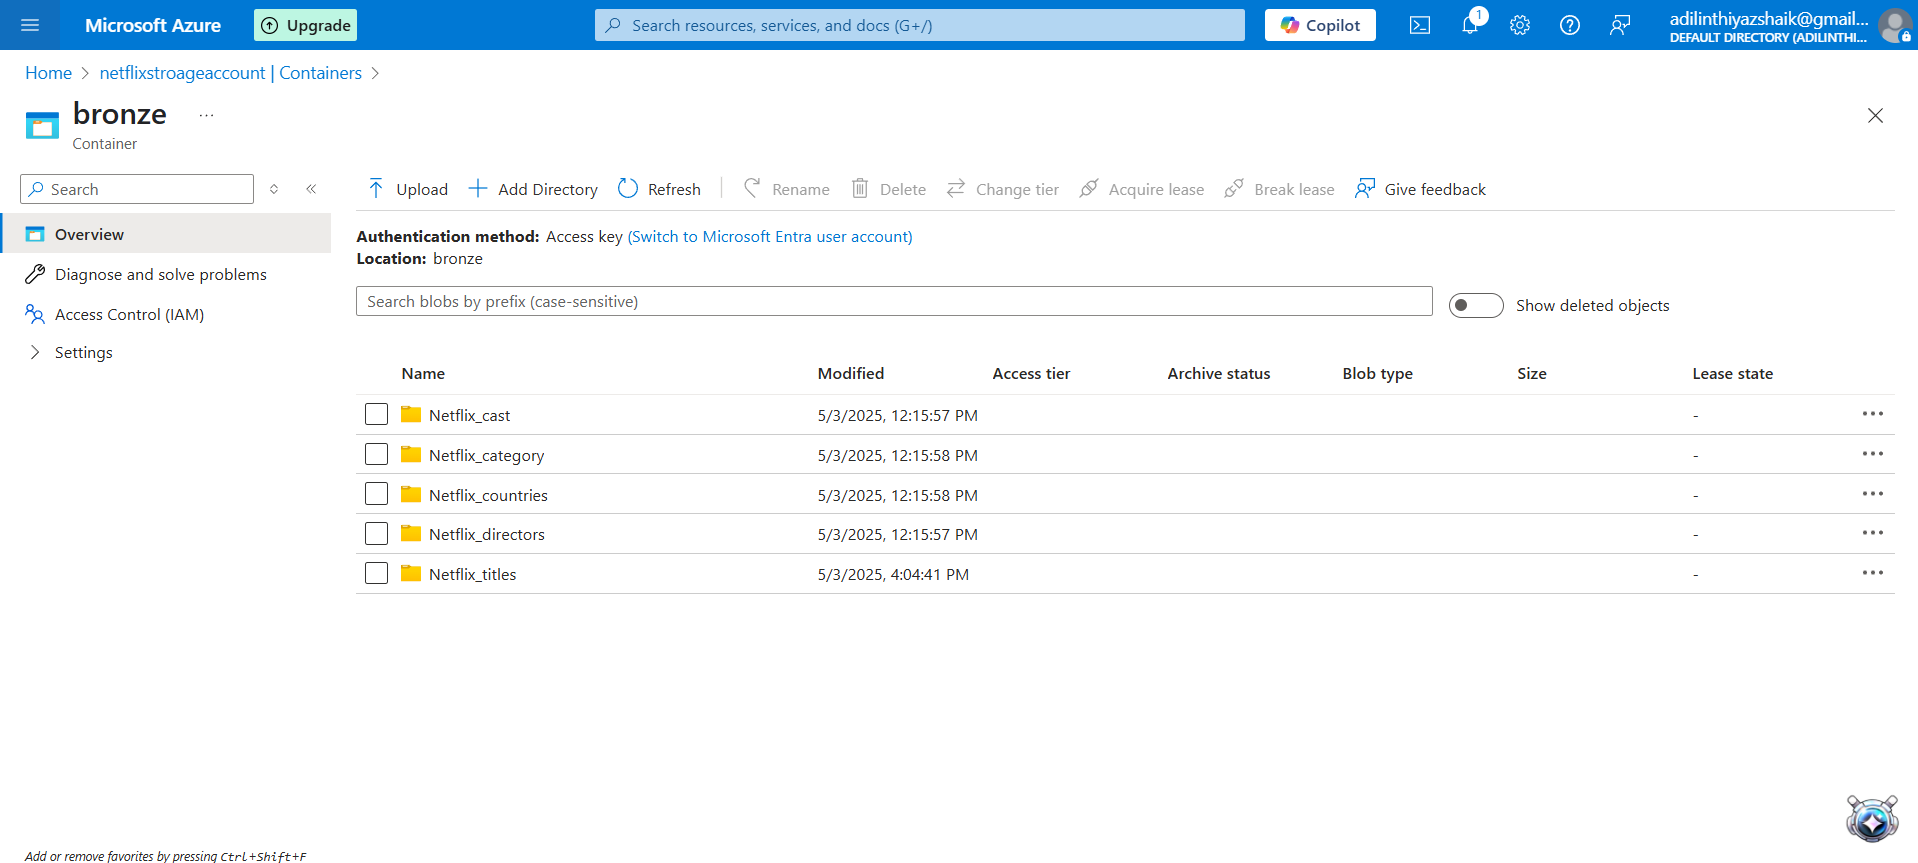 Microsoft Azure
Upgrade
Search resources, services, and docs (G+/)
Copilot
1
adilinthiyazshaik@gmail...
DEFAULT DIRECTORY (ADILINTHI...
Home > netflixstroageaccount | Containers >
bronze ...
Container
Search
Overview
Diagnose and solve problems
Access Control (IAM)
Settings
Upload Add Directory Refresh Rename Delete Change tier Acquire lease Break lease Give feedback
Authentication method: Access key (Switch to Microsoft Entra user account)
Location: bronze
Search blobs by prefix (case-sensitive)
Show deleted objects
Name Modified Access tier Archive status Blob type Size Lease state
Netflix_cast 5/3/2025, 12:15:57 PM - ...
Netflix_category 5/3/2025, 12:15:58 PM - ...
Netflix_countries 5/3/2025, 12:15:58 PM - ...
Netflix_directors 5/3/2025, 12:15:57 PM - ...
Netflix_titles 5/3/2025, 4:04:41 PM - ...
Add or remove favorites by pressing Ctrl+Shift+F